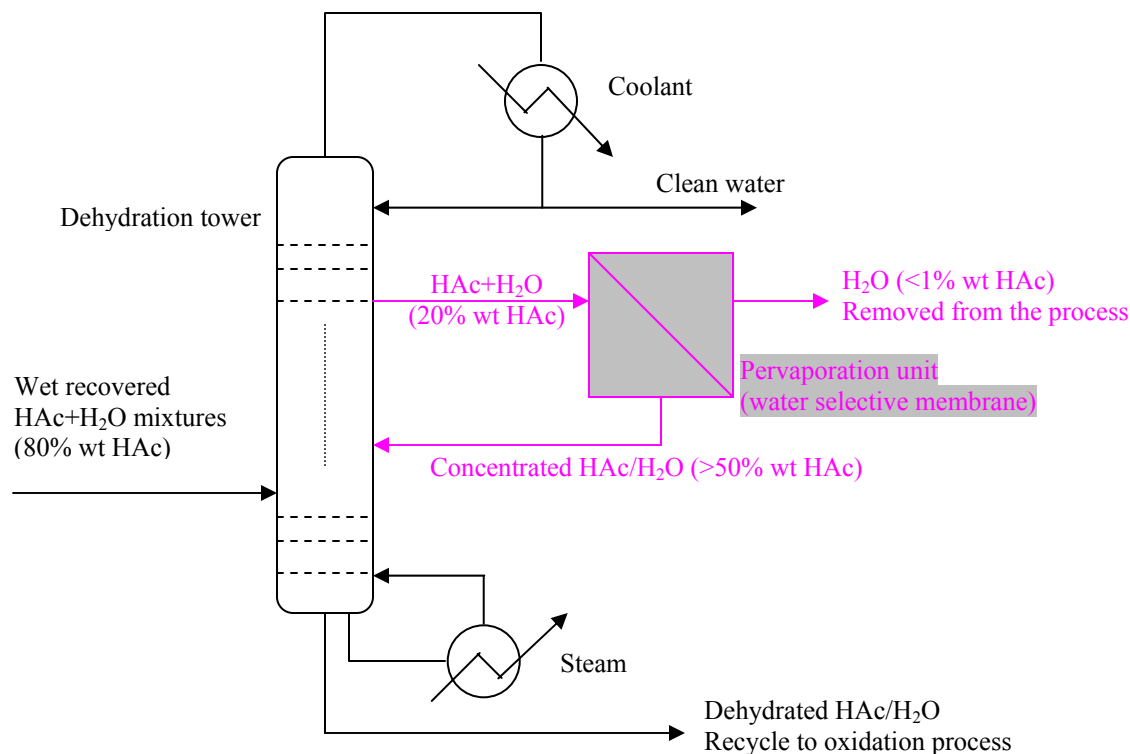 Coolant
Clean water
Dehydration tower
HAc+H₂O
(20% wt HAc)
H₂O (<1% wt HAc)
Removed from the process
Pervaporation unit
(water selective membrane)
Wet recovered
HAc+H₂O mixtures
(80% wt HAc)
Concentrated HAc/H₂O (>50% wt HAc)
Steam
Dehydrated HAc/H₂O
Recycle to oxidation process